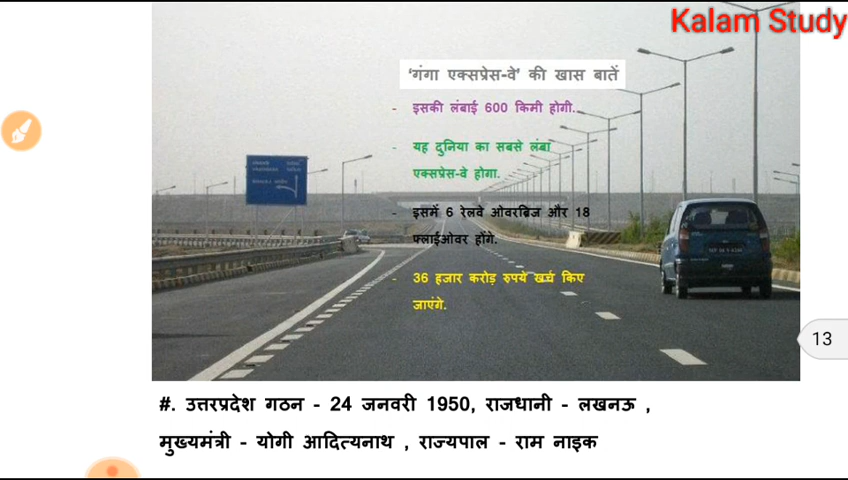 Kalam Study
‘गंगा एक्सप्रेस-वे’ की खास बातें
- इसकी लंबाई 600 किमी होगी.
- यह दुनिया का सबसे लंबा
एक्सप्रेस-वे होगा.
- इसमें 6 रेलवे ओवरब्रिज और 18
फ्लाईओवर होंगे.
- 36 हजार करोड़ रुपये खर्च किए
जाएंगे.
13
#. उत्तरप्रदेश गठन - 24 जनवरी 1950, राजधानी - लखनऊ ,
मुख्यमंत्री - योगी आदित्यनाथ , राज्यपाल - राम नाइक